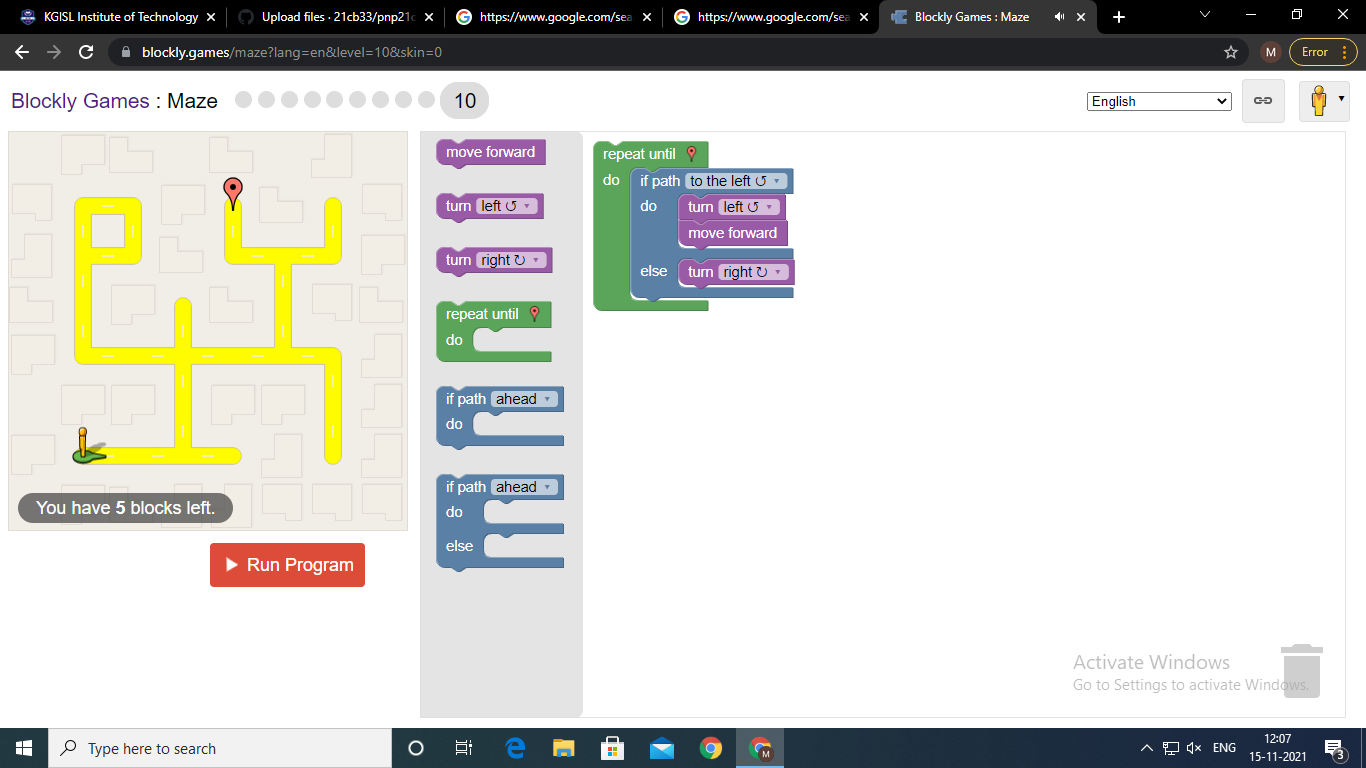 KGISL Institute of Technology
Upload files · 21cb33/pnp21c
https://www.google.com/sea
https://www.google.com/sea
Blockly Games : Maze
blockly.games/maze?lang=en&level=10&skin=0
M
Error
Blockly Games : Maze
10
English
move forward
turn left ↺
turn right ↻
repeat until
do
if path ahead
do
if path ahead
do
else
repeat until
do
if path to the left ↺
do
turn left ↺
move forward
else
turn right ↻
You have 5 blocks left.
Run Program
Activate Windows
Go to Settings to activate Windows.
Type here to search
M
ENG
12:07
15-11-2021
3